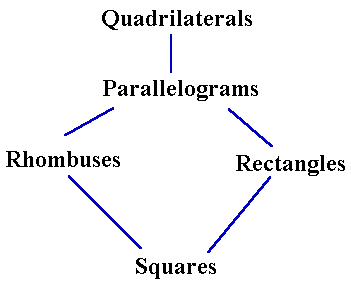 Quadrilaterals
Parallelograms
Rhombuses
Rectangles
Squares